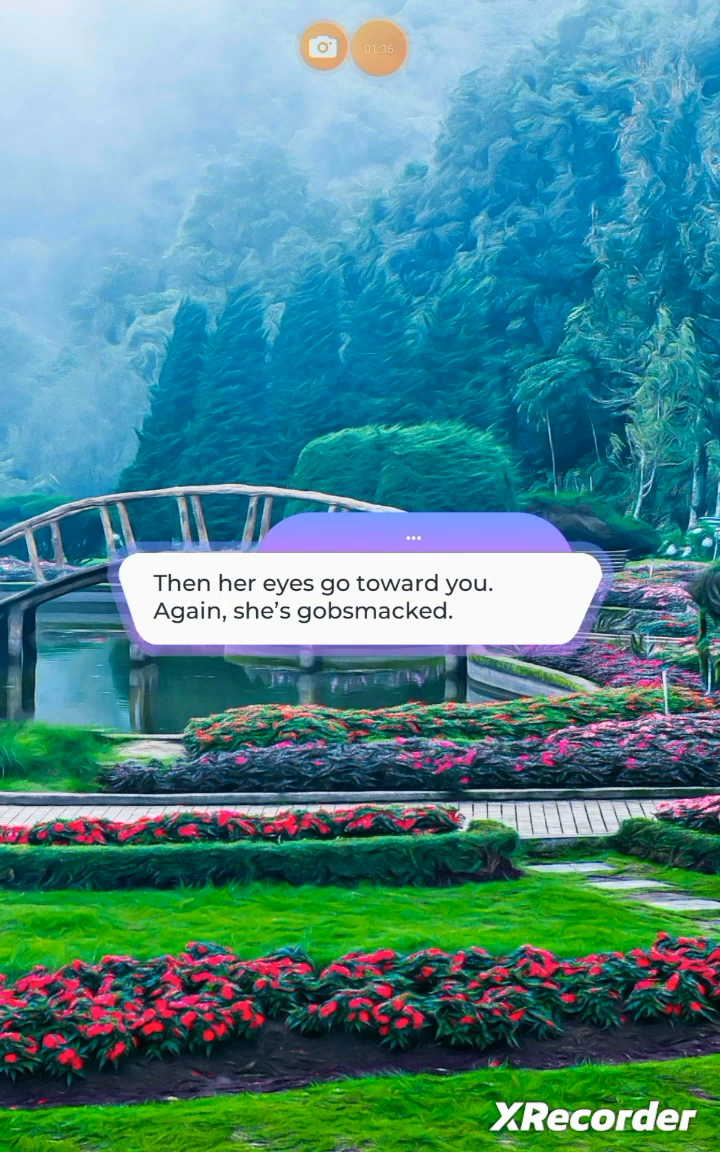 01:36
...
Then her eyes go toward you.
Again, she’s gobsmacked.
XRecorder